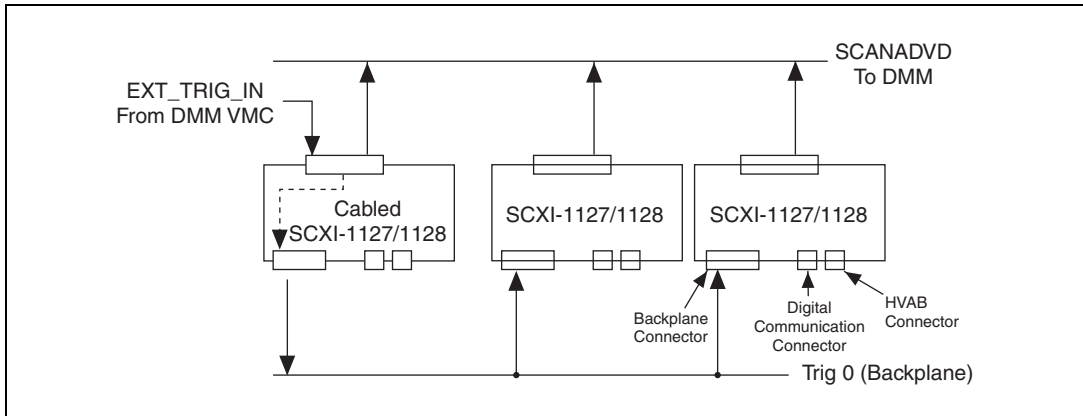 SCANADVD
To DMM
EXT_TRIG_IN
From DMM VMC
Cabled
SCXI-1127/1128
SCXI-1127/1128
SCXI-1127/1128
Backplane
Connector
Digital
Communication
Connector
HVAB
Connector
Trig 0 (Backplane)